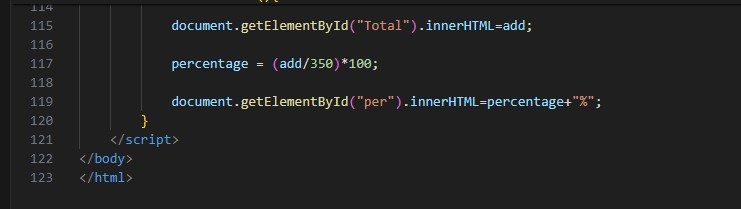 114 (){
115 document.getElementById("Total").innerHTML=add;
116
117 percentage = (add/350)*100;
118
119 document.getElementById("per").innerHTML=percentage+"%";
120 }
121 </script>
122 </body>
123 </html>